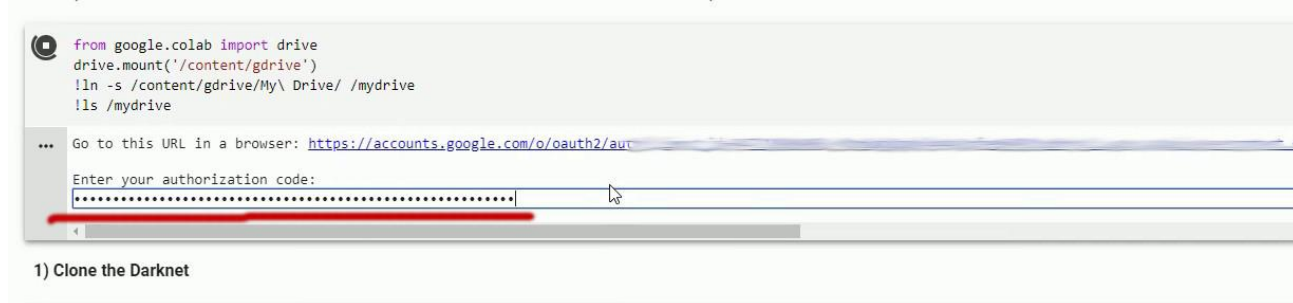 from google.colab import drive
drive.mount('/content/gdrive')
!ln -s /content/gdrive/My\ Drive/ /mydrive
!ls /mydrive
Go to this URL in a browser: https://accounts.google.com/o/oauth2/aut
Enter your authorization code:
1) Clone the Darknet